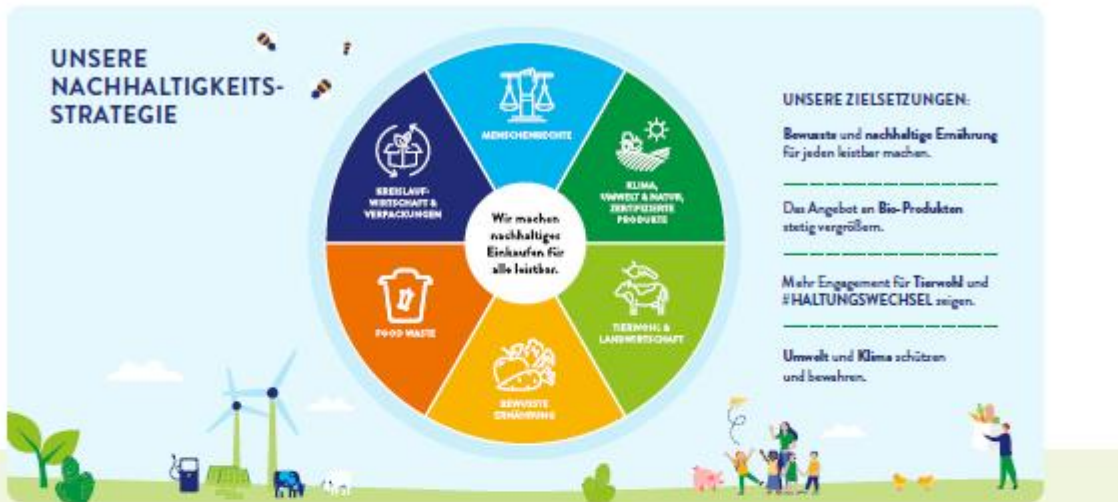 UNSERE
NACHHALTIGKEITS-
STRATEGIE
MENSCHENRECHTE
KLIMA,
UMWELT & NATUR,
ZERTIFIZIERTE
PRODUKTE
TIERWOHL &
LANDWIRTSCHAFT
BEWUSSTE
ERNÄHRUNG
FOOD WASTE
KREISLAUF-
WIRTSCHAFT &
VERPACKUNGEN
Wir machen
nachhaltiges
Einkaufen für
alle leistbar.
UNSERE ZIELSETZUNGEN:
Bewusste und nachhaltige Ernährung
für jeden leistbar machen.
Das Angebot an Bio-Produkten
stetig vergrößern.
Mehr Engagement für Tierwohl und
#HALTUNGSWECHSEL zeigen.
Umwelt und Klima schützen
und bewahren.